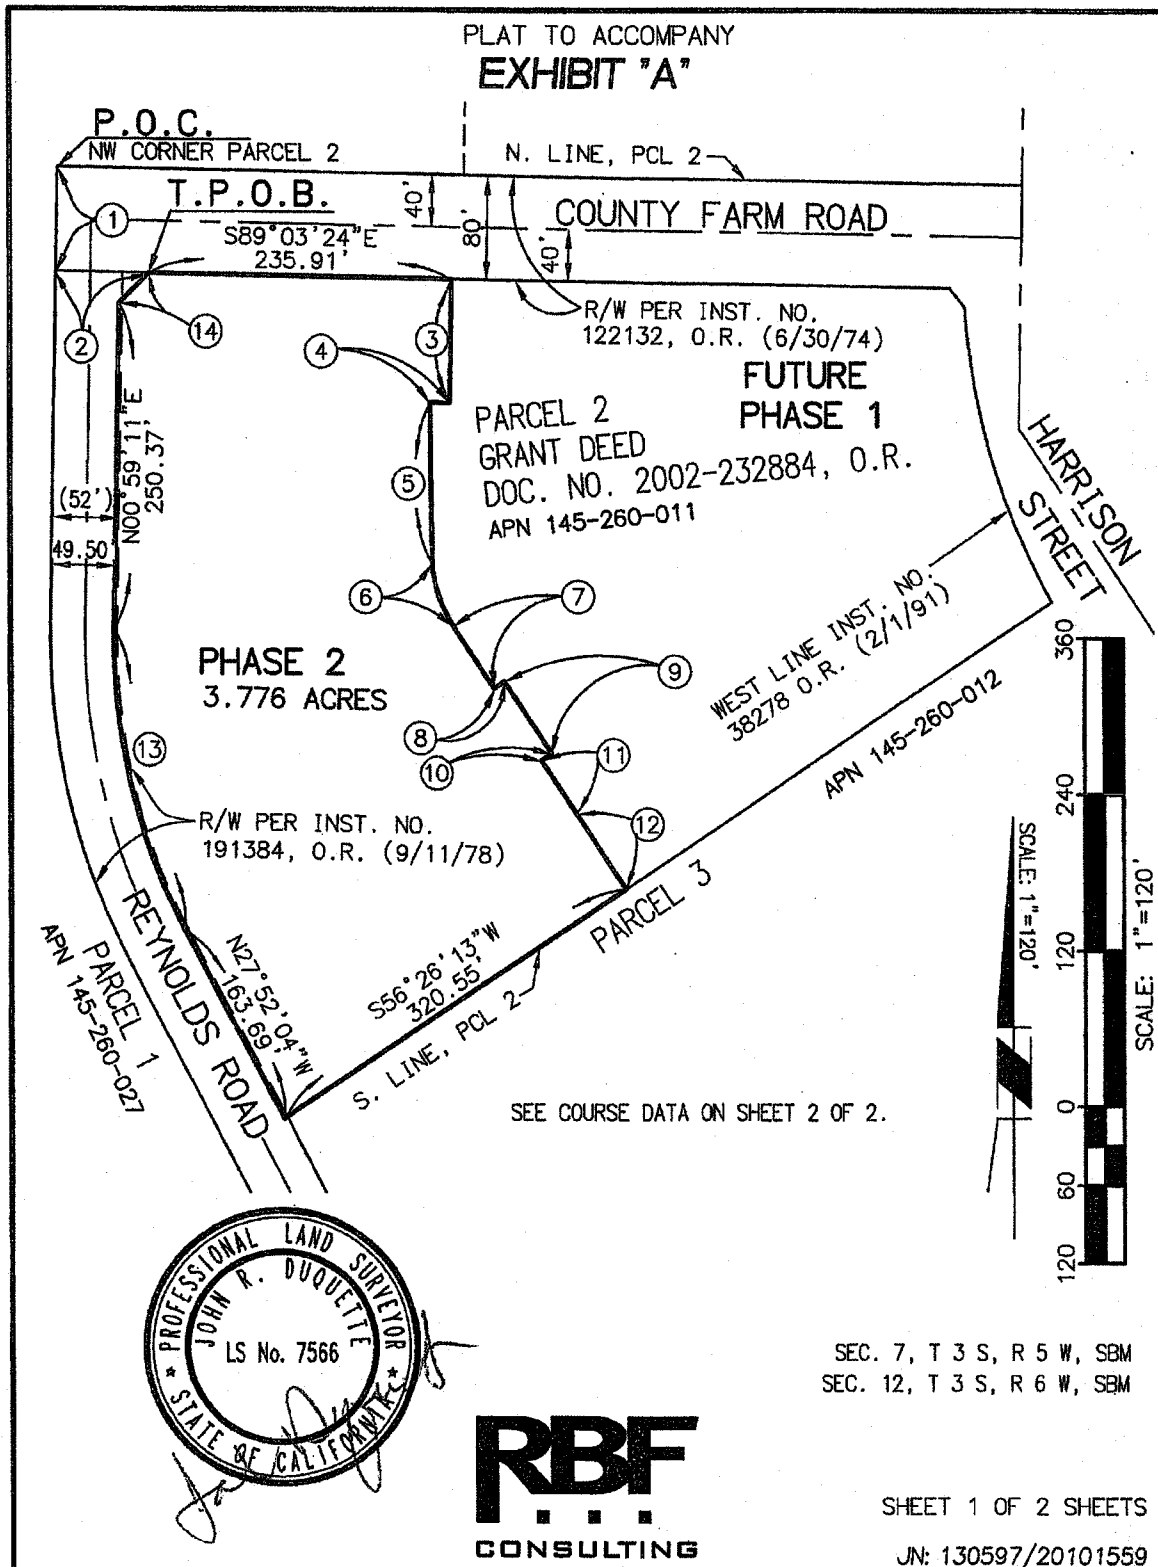 PLAT TO ACCOMPANY
EXHIBIT "A"
P.O.C.
NW CORNER PARCEL 2
N. LINE, PCL 2
T.P.O.B.
40'
80'
COUNTY FARM ROAD
1
S89°03'24"E
235.91'
40'
R/W PER INST. NO.
122132, O.R. (6/30/74)
2
14
4
3
FUTURE
PHASE 1
N00°59'11"E
250.37'
PARCEL 2
GRANT DEED
DOC. NO. 2002-232884, O.R.
APN 145-260-011
HARRISON
STREET
(52')
49.50'
5
6
7
WEST LINE INST. NO.
38278 O.R. (2/1/91)
APN 145-260-012
PHASE 2
3.776 ACRES
9
8
10
11
12
13
R/W PER INST. NO.
191384, O.R. (9/11/78)
REYNOLDS ROAD
PARCEL 1
APN 145-260-027
N27°52'04"W
163.69'
S56°26'13"W
320.55'
S. LINE, PCL 2
PARCEL 3
SEE COURSE DATA ON SHEET 2 OF 2.
SCALE: 1"=120'
360
240
120
0
60
120
SCALE: 1"=120'
PROFESSIONAL LAND SURVEYOR
JOHN R. DUQUETTE
LS No. 7566
* STATE OF CALIFORNIA *
SEC. 7, T 3 S, R 5 W, SBM
SEC. 12, T 3 S, R 6 W, SBM
RBF
CONSULTING
SHEET 1 OF 2 SHEETS
JN: 130597/20101559